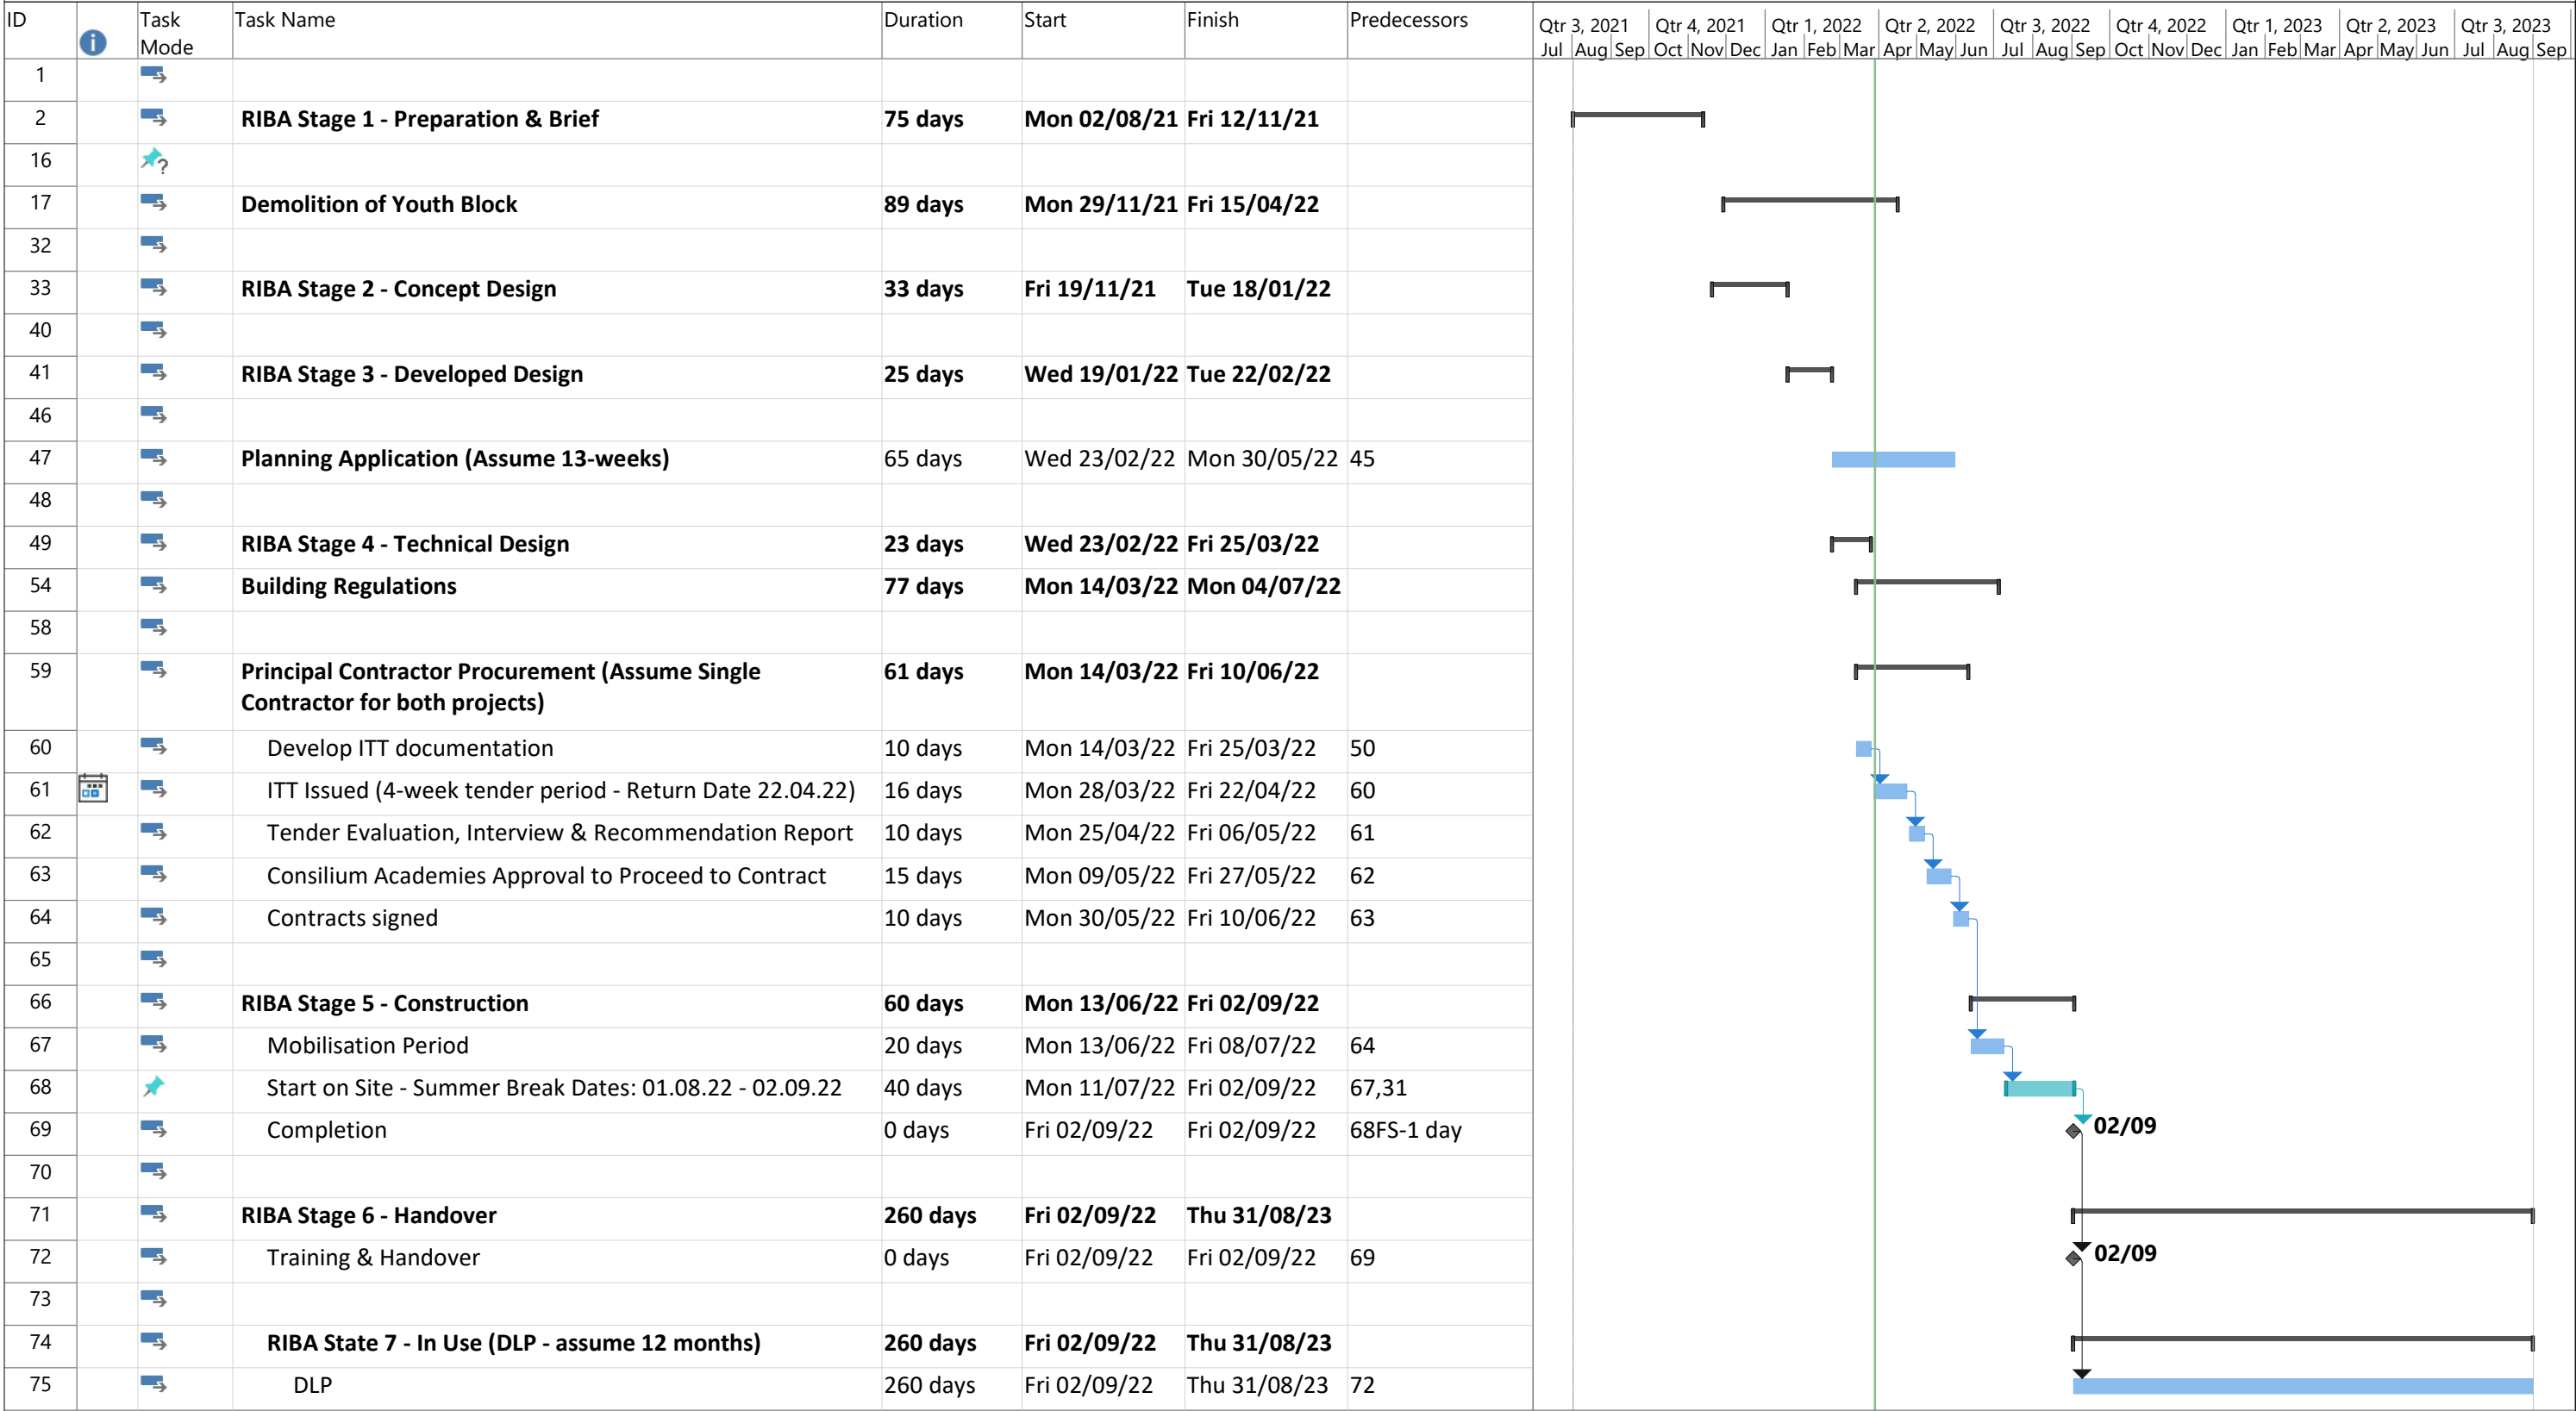 ID Task Mode Task Name Duration Start Finish Predecessors
Qtr 3, 2021 Qtr 4, 2021 Qtr 1, 2022 Qtr 2, 2022 Qtr 3, 2022 Qtr 4, 2022 Qtr 1, 2023 Qtr 2, 2023 Qtr 3, 2023
Jul Aug Sep Oct Nov Dec Jan Feb Mar Apr May Jun Jul Aug Sep Oct Nov Dec Jan Feb Mar Apr May Jun Jul Aug Sep
1
2 RIBA Stage 1 - Preparation & Brief 75 days Mon 02/08/21 Fri 12/11/21
16 ?
17 Demolition of Youth Block 89 days Mon 29/11/21 Fri 15/04/22
32
33 RIBA Stage 2 - Concept Design 33 days Fri 19/11/21 Tue 18/01/22
40
41 RIBA Stage 3 - Developed Design 25 days Wed 19/01/22 Tue 22/02/22
46
47 Planning Application (Assume 13-weeks) 65 days Wed 23/02/22 Mon 30/05/22 45
48
49 RIBA Stage 4 - Technical Design 23 days Wed 23/02/22 Fri 25/03/22
54 Building Regulations 77 days Mon 14/03/22 Mon 04/07/22
58
59 Principal Contractor Procurement (Assume Single 61 days Mon 14/03/22 Fri 10/06/22
Contractor for both projects)
60 Develop ITT documentation 10 days Mon 14/03/22 Fri 25/03/22 50
61 ITT Issued (4-week tender period - Return Date 22.04.22) 16 days Mon 28/03/22 Fri 22/04/22 60
62 Tender Evaluation, Interview & Recommendation Report 10 days Mon 25/04/22 Fri 06/05/22 61
63 Consilium Academies Approval to Proceed to Contract 15 days Mon 09/05/22 Fri 27/05/22 62
64 Contracts signed 10 days Mon 30/05/22 Fri 10/06/22 63
65
66 RIBA Stage 5 - Construction 60 days Mon 13/06/22 Fri 02/09/22
67 Mobilisation Period 20 days Mon 13/06/22 Fri 08/07/22 64
68 Start on Site - Summer Break Dates: 01.08.22 - 02.09.22 40 days Mon 11/07/22 Fri 02/09/22 67,31
69 Completion 0 days Fri 02/09/22 Fri 02/09/22 68FS-1 day 02/09
70
71 RIBA Stage 6 - Handover 260 days Fri 02/09/22 Thu 31/08/23
72 Training & Handover 0 days Fri 02/09/22 Fri 02/09/22 69 02/09
73
74 RIBA State 7 - In Use (DLP - assume 12 months) 260 days Fri 02/09/22 Thu 31/08/23
75 DLP 260 days Fri 02/09/22 Thu 31/08/23 72